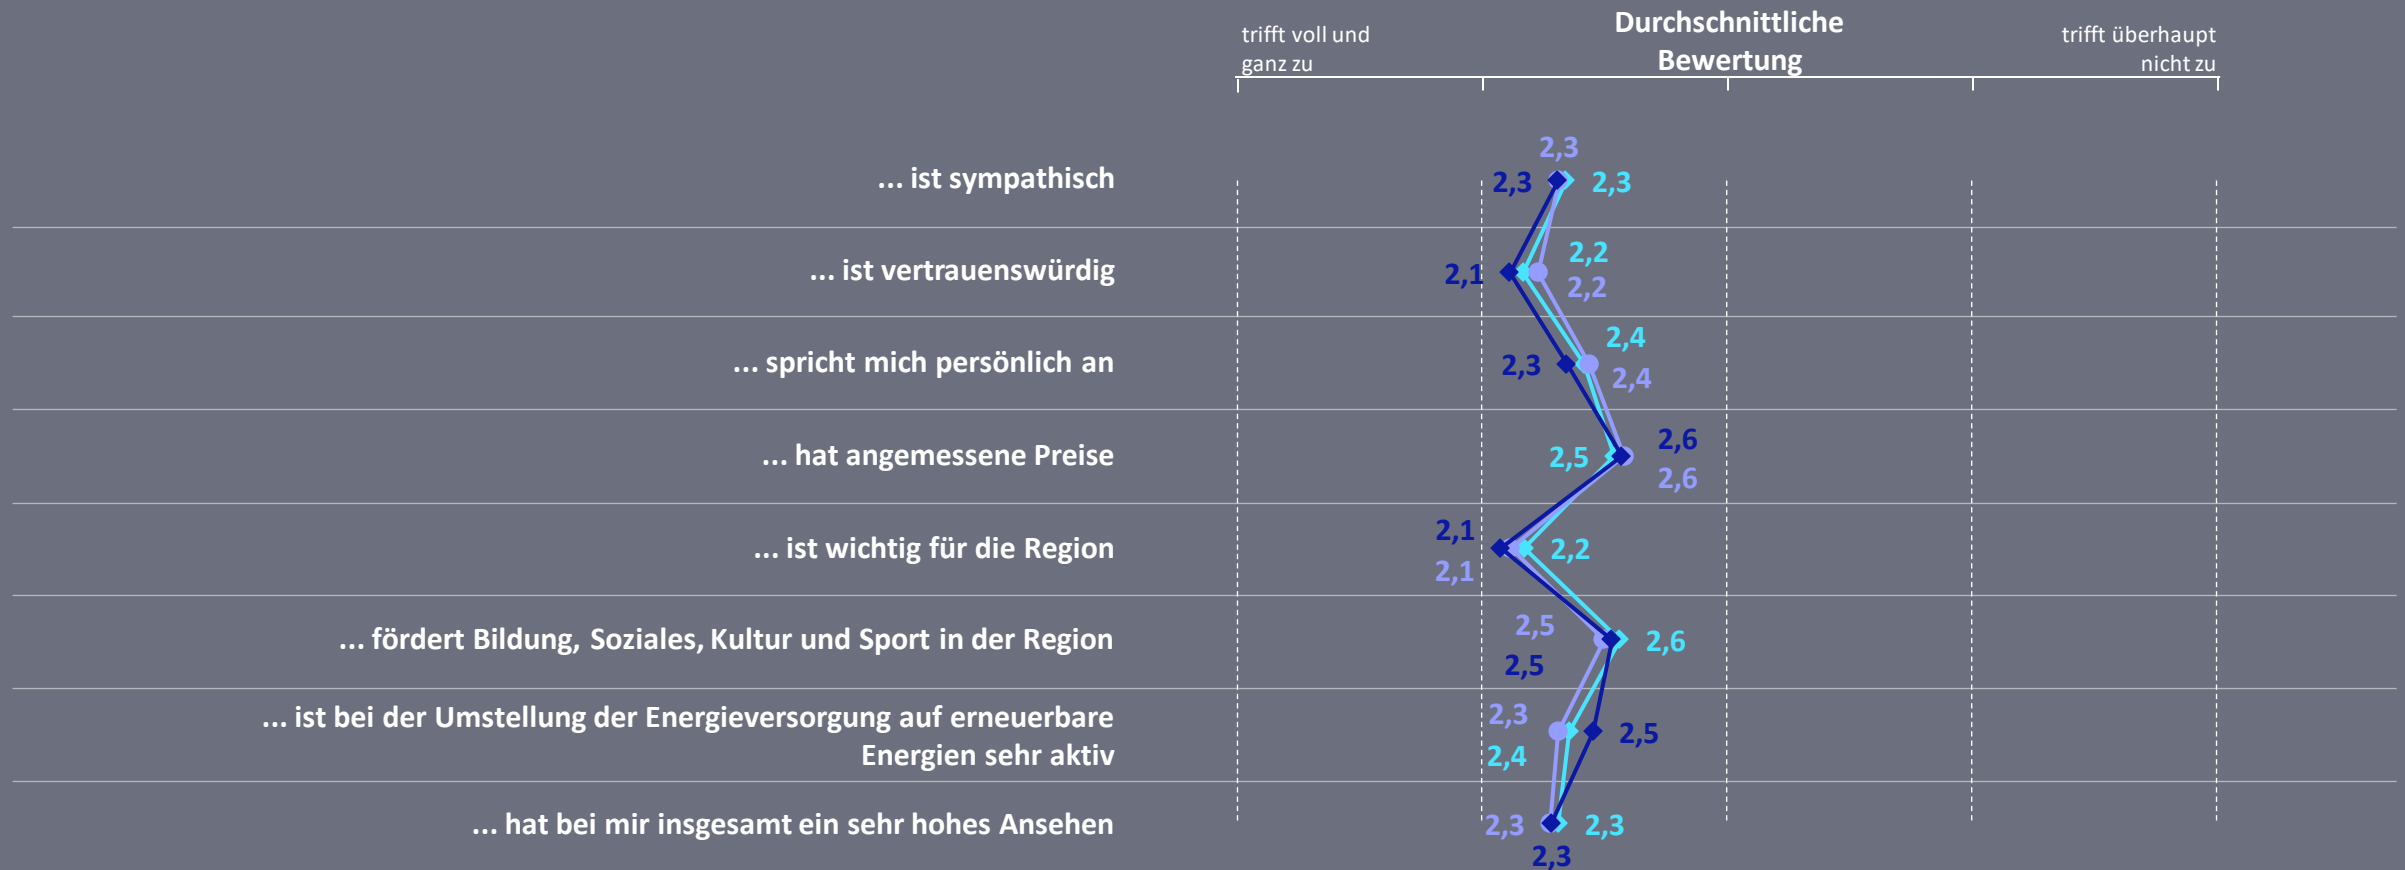 trifft voll und
ganz zu
Durchschnittliche
Bewertung
trifft überhaupt
nicht zu
2,3
... ist sympathisch
2,3
2,3
2,2
... ist vertrauenswürdig
2,1
2,2
2,4
... spricht mich persönlich an
2,3
2,4
2,6
... hat angemessene Preise
2,5
2,6
2,1
... ist wichtig für die Region
2,2
2,1
2,5
... fördert Bildung, Soziales, Kultur und Sport in der Region
2,6
2,5
... ist bei der Umstellung der Energieversorgung auf erneuerbare
Energien sehr aktiv
2,3
2,5
2,4
... hat bei mir insgesamt ein sehr hohes Ansehen
2,3
2,3
2,3